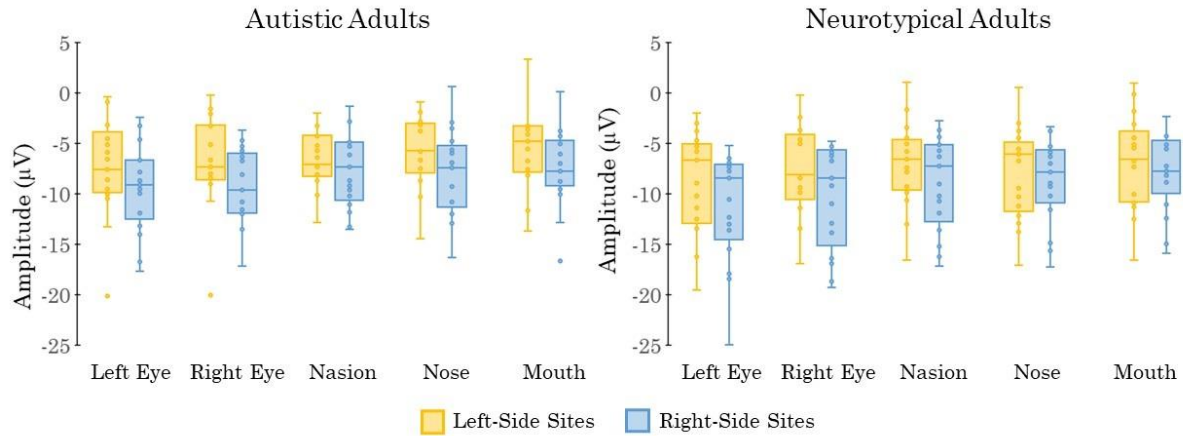 Autistic Adults
Neurotypical Adults
Amplitude (µV)
5
0
-5
-10
-15
-20
-25
Left Eye
Right Eye
Nasion
Nose
Mouth
Amplitude (µV)
5
0
-5
-10
-15
-20
-25
Left Eye
Right Eye
Nasion
Nose
Mouth
Left-Side Sites
Right-Side Sites